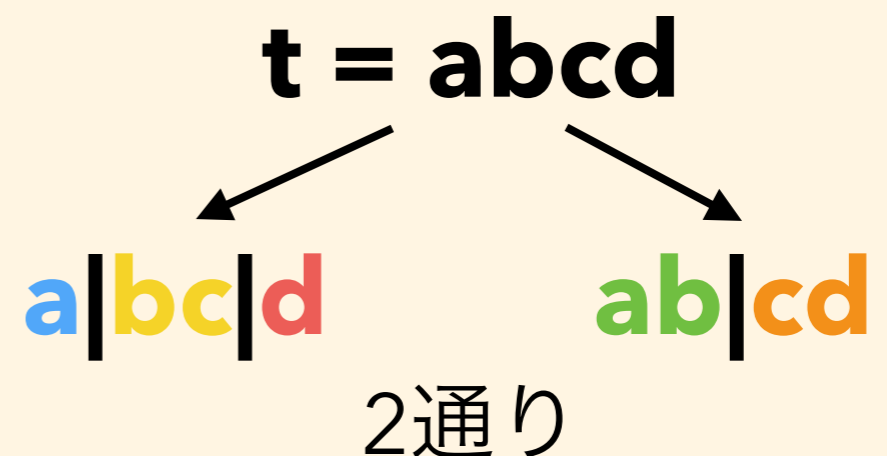 t = abcd
a|bc|d ab|cd
2通り